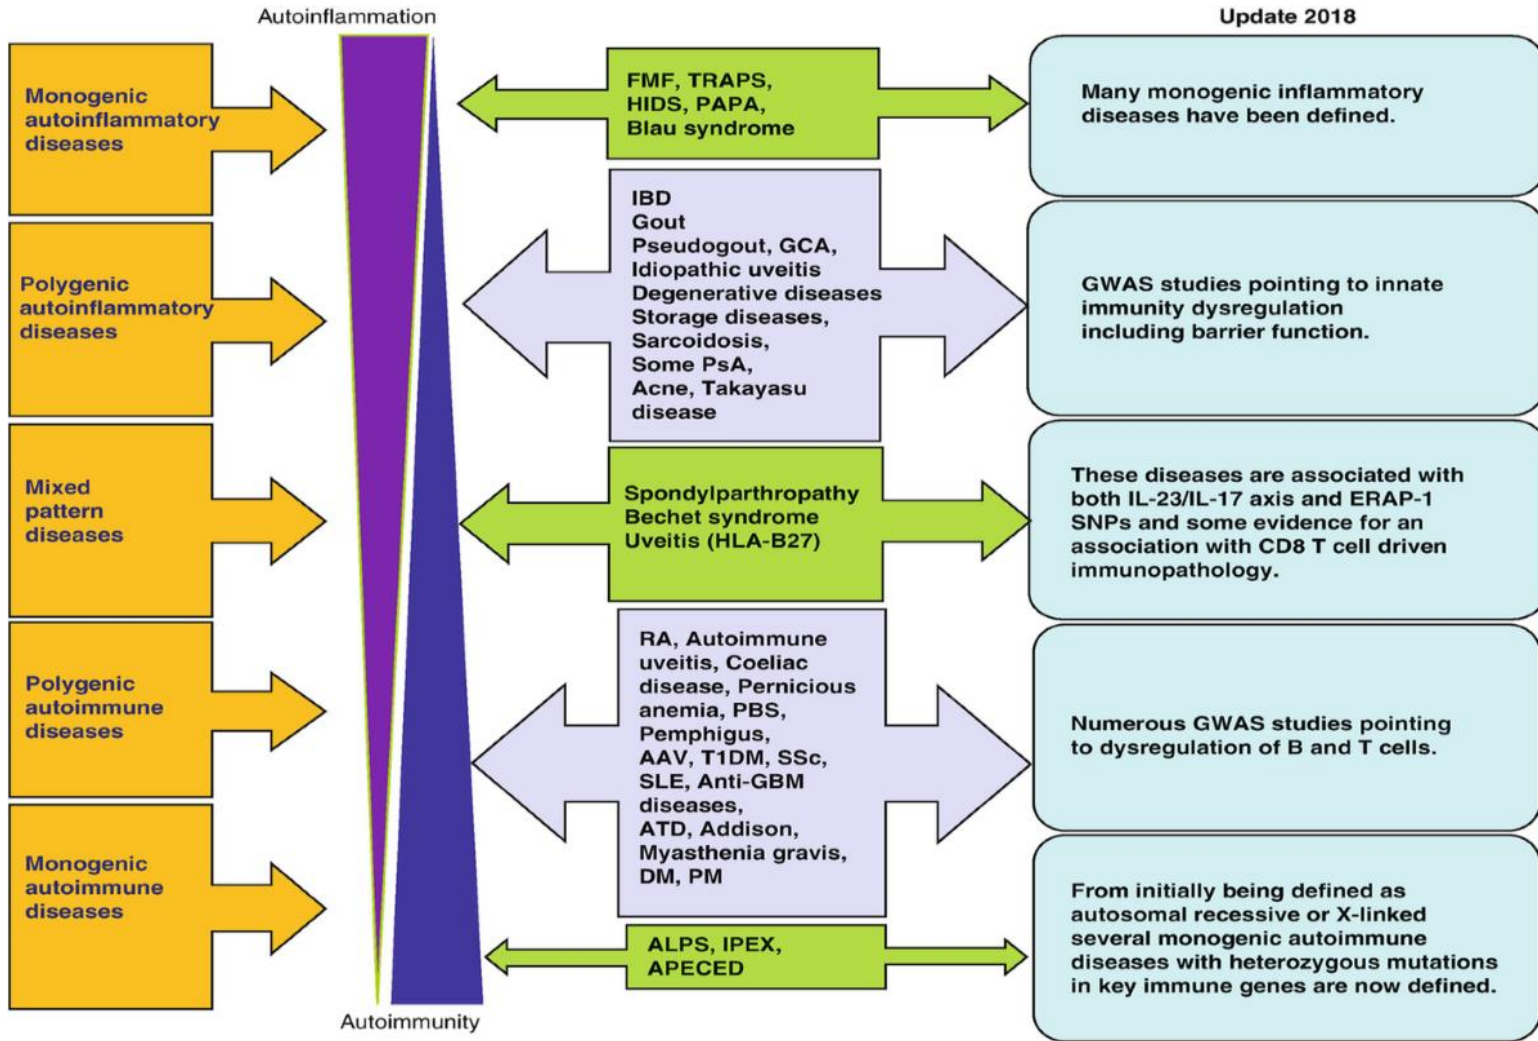 Autoinflammation
Update 2018
Monogenic
autoinflammatory
diseases
FMF, TRAPS,
HIDS, PAPA,
Blau syndrome
Many monogenic inflammatory
diseases have been defined.
Polygenic
autoinflammatory
diseases
IBD
Gout
Pseudogout, GCA,
Idiopathic uveitis
Degenerative diseases
Storage diseases,
Sarcoidosis,
Some PsA,
Acne, Takayasu
disease
GWAS studies pointing to innate
immunity dysregulation
including barrier function.
Mixed
pattern
diseases
Spondylparthropathy
Bechet syndrome
Uveitis (HLA-B27)
These diseases are associated with
both IL-23/IL-17 axis and ERAP-1
SNPs and some evidence for an
association with CD8 T cell driven
immunopathology.
Polygenic
autoimmune
diseases
RA, Autoimmune
uveitis, Coeliac
disease, Pernicious
anemia, PBS,
Pemphigus,
AAV, T1DM, SSc,
SLE, Anti-GBM
diseases,
ATD, Addison,
Myasthenia gravis,
DM, PM
Numerous GWAS studies pointing
to dysregulation of B and T cells.
Monogenic
autoimmune
diseases
ALPS, IPEX,
APECED
From initially being defined as
autosomal recessive or X-linked
several monogenic autoimmune
diseases with heterozygous mutations
in key immune genes are now defined.
Autoimmunity